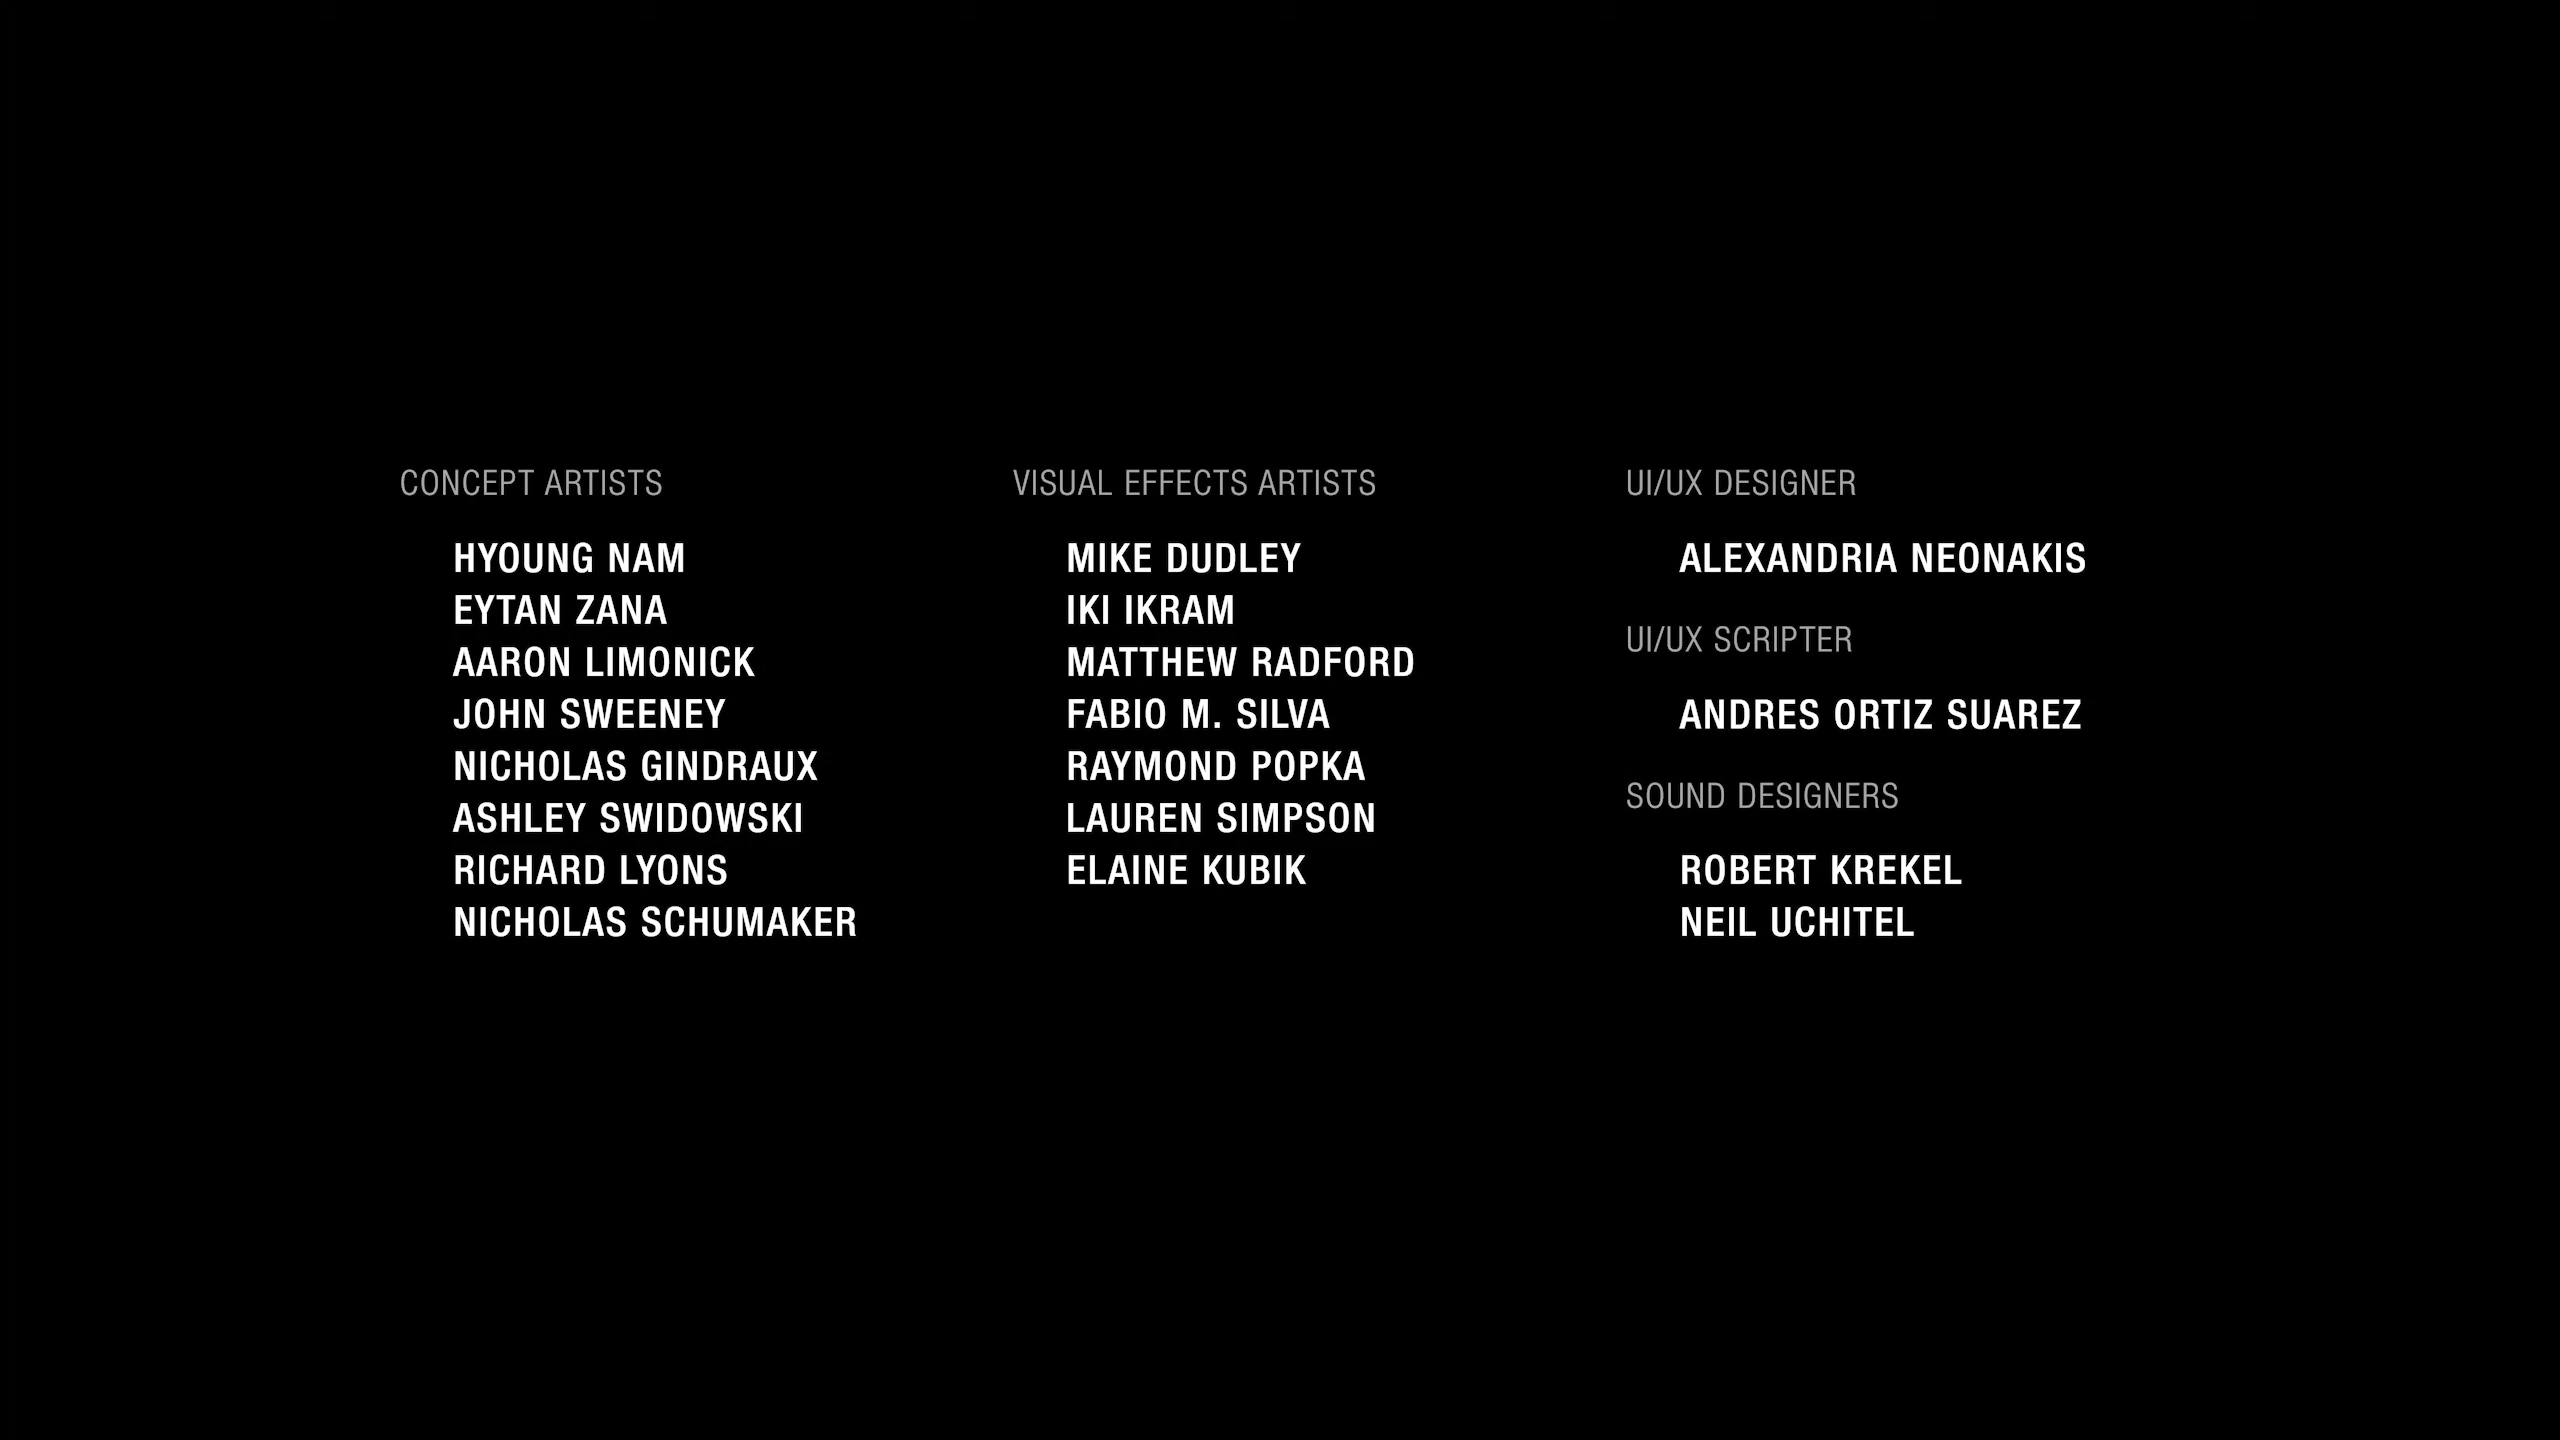 CONCEPT ARTISTS
HYOUNG NAM
EYTAN ZANA
AARON LIMONICK
JOHN SWEENEY
NICHOLAS GINDRAUX
ASHLEY SWIDOWSKI
RICHARD LYONS
NICHOLAS SCHUMAKER
VISUAL EFFECTS ARTISTS
MIKE DUDLEY
IKI IKRAM
MATTHEW RADFORD
FABIO M. SILVA
RAYMOND POPKA
LAUREN SIMPSON
ELAINE KUBIK
UI/UX DESIGNER
ALEXANDRIA NEONAKIS
UI/UX SCRIPTER
ANDRES ORTIZ SUAREZ
SOUND DESIGNERS
ROBERT KREKEL
NEIL UCHITEL